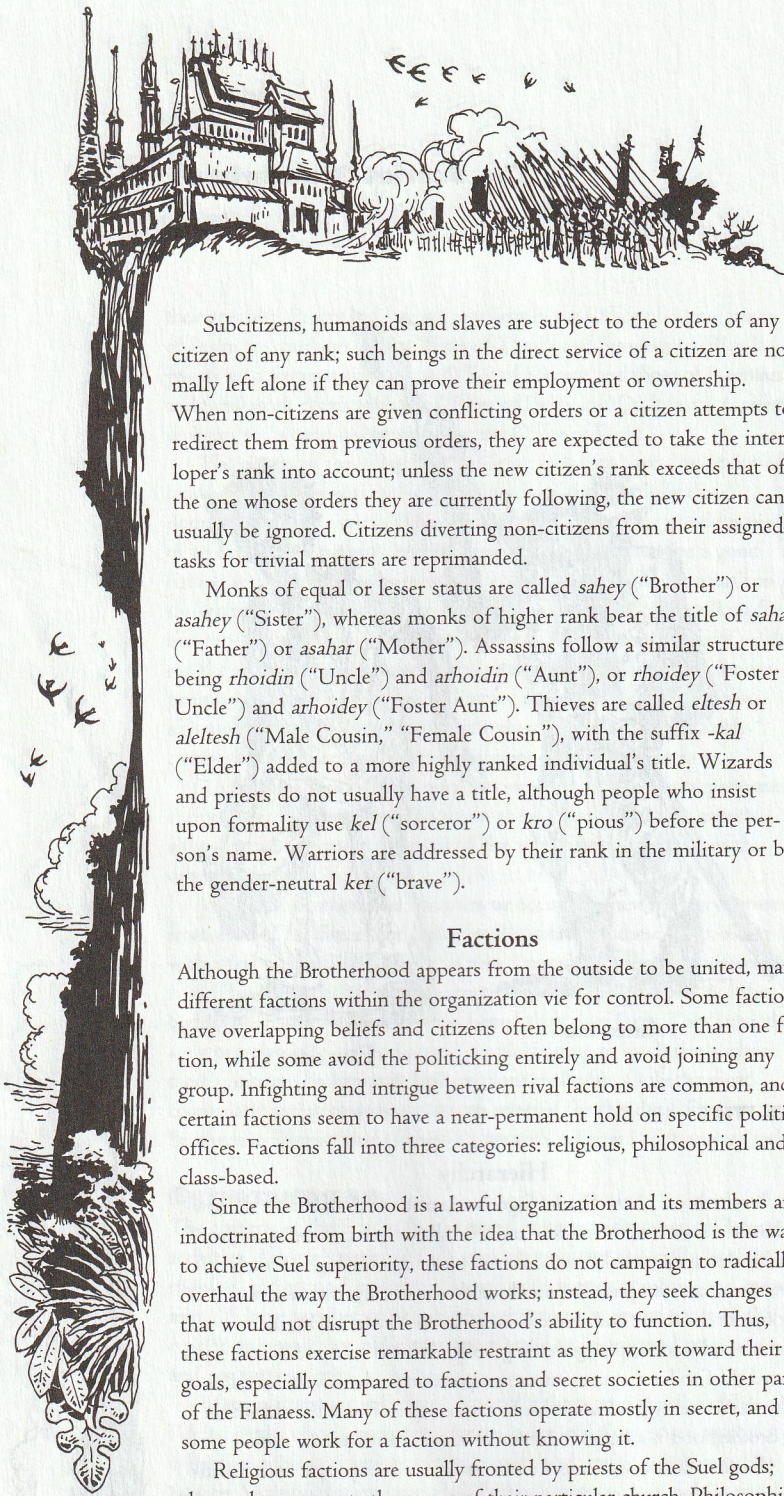 Subcitizens, humanoids and slaves are subject to the orders of any
citizen of any rank; such beings in the direct service of a citizen are no
mally left alone if they can prove their employment or ownership.
When non-citizens are given conflicting orders or a citizen attempts to
redirect them from previous orders, they are expected to take the inter
loper's rank into account; unless the new citizen's rank exceeds that of
the one whose orders they are currently following, the new citizen can
usually be ignored. Citizens diverting non-citizens from their assigned
tasks for trivial matters are reprimanded.
Monks of equal or lesser status are called sahey (“Brother”) or
asahey (“Sister”), whereas monks of higher rank bear the title of saha
(“Father”) or asahar (“Mother”). Assassins follow a similar structure
being rhoidin (“Uncle”) and arhoidin (“Aunt”), or rhoidey (“Foster
Uncle”) and arhoidey (“Foster Aunt”). Thieves are called eltesh or
aleltesh (“Male Cousin,” “Female Cousin”), with the suffix -kal
(“Elder”) added to a more highly ranked individual's title. Wizards
and priests do not usually have a title, although people who insist
upon formality use kel (“sorceror”) or kro (“pious”) before the per-
son's name. Warriors are addressed by their rank in the military or b
the gender-neutral ker (“brave”).
Factions
Although the Brotherhood appears from the outside to be united, ma
different factions within the organization vie for control. Some factio
have overlapping beliefs and citizens often belong to more than one f
tion, while some avoid the politicking entirely and avoid joining any
group. Infighting and intrigue between rival factions are common, and
certain factions seem to have a near-permanent hold on specific politi
offices. Factions fall into three categories: religious, philosophical and
class-based.
Since the Brotherhood is a lawful organization and its members a
indoctrinated from birth with the idea that the Brotherhood is the wa
to achieve Suel superiority, these factions do not campaign to radicall
overhaul the way the Brotherhood works; instead, they seek changes
that would not disrupt the Brotherhood's ability to function. Thus,
these factions exercise remarkable restraint as they work toward their
goals, especially compared to factions and secret societies in other pa
of the Flanaess. Many of these factions operate mostly in secret, and
some people work for a faction without knowing it.
Religious factions are usually fronted by priests of the Suel gods;
of their particular church. Philosophi